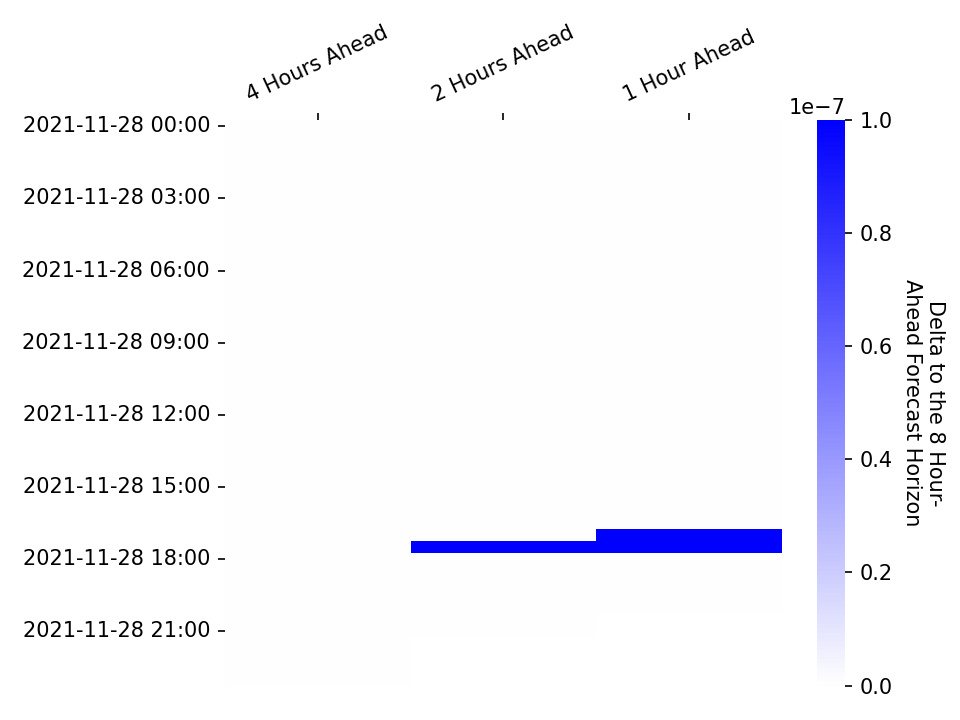 4 Hours Ahead
2 Hours Ahead
1 Hour Ahead
1e−7
2021-11-28 00:00
2021-11-28 03:00
2021-11-28 06:00
2021-11-28 09:00
2021-11-28 12:00
2021-11-28 15:00
2021-11-28 18:00
2021-11-28 21:00
1.0
0.8
0.6
0.4
0.2
0.0
Delta to the 8 Hour-
Ahead Forecast Horizon